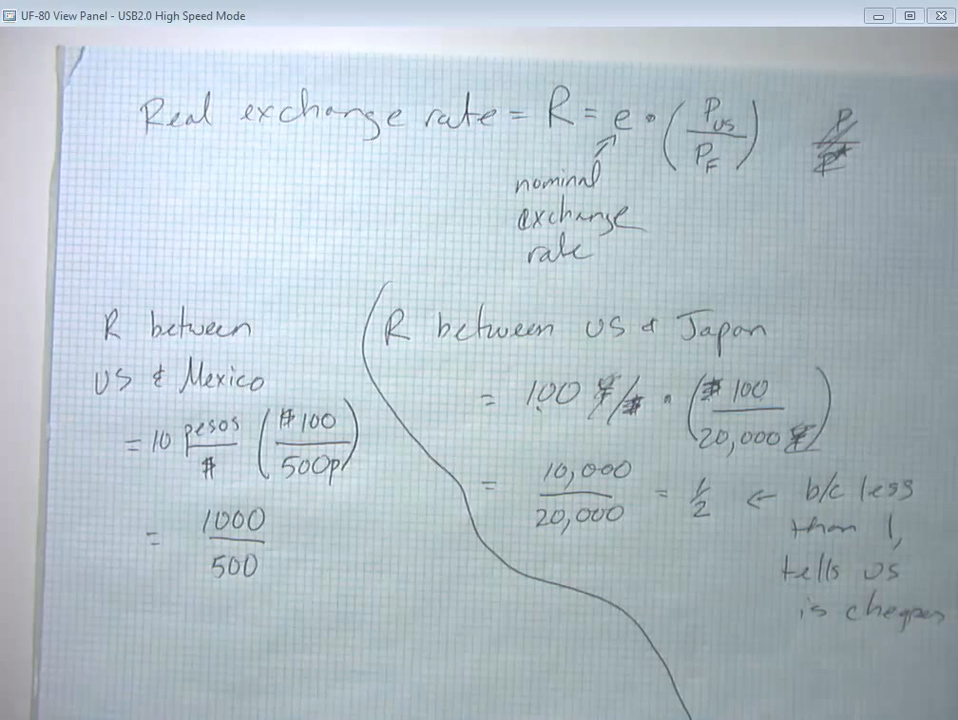 UF-80 View Panel - USB2.0 High Speed Mode
Real exchange rate = R = e • (P_US / P_F)
nominal
exchange
rate
R between
US & Mexico
= 10 pesos/$ ($100 / 500p)
= 1000 / 500
R between US & Japan
= 100 ¥/$ • ($100 / 20,000 ¥)
= 10,000 / 20,000 = 1/2 ← b/c less
than 1,
tells US
is cheaper